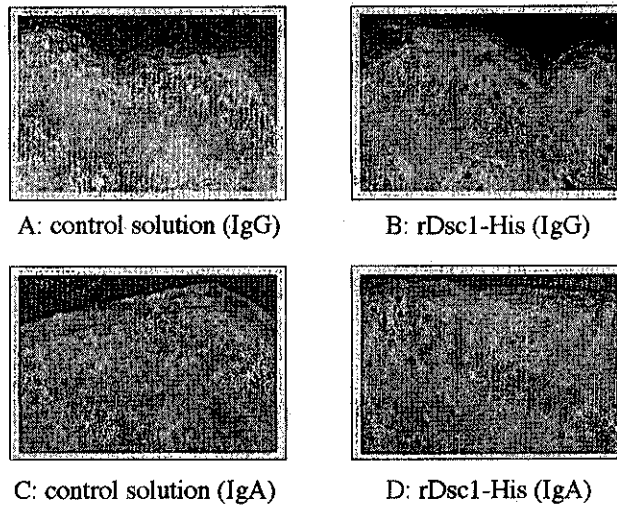 A: control solution (IgG)
B: rDsc1-His (IgG)
C: control solution (IgA)
D: rDsc1-His (IgA)